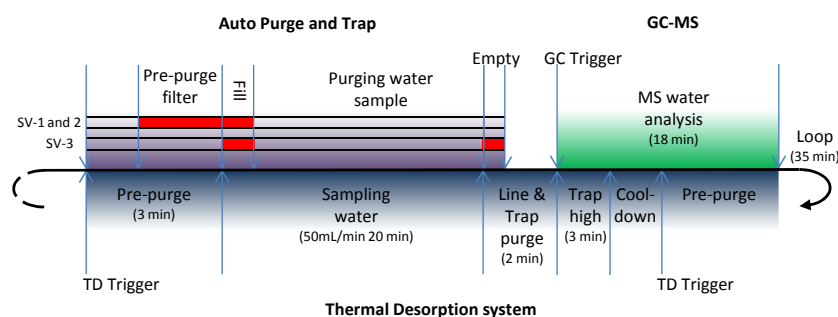 Auto Purge and Trap
GC-MS
Empty
GC Trigger
Pre-purge
filter
Fill
Purging water
sample
MS water
analysis
(18 min)
SV-1 and 2
SV-3
Loop
(35 min)
Pre-purge
(3 min)
Sampling
water
(50mL/min 20 min)
Line &
Trap
purge
(2 min)
Trap
high
(3 min)
Cool-
down
Pre-purge
TD Trigger
TD Trigger
Thermal Desorption system